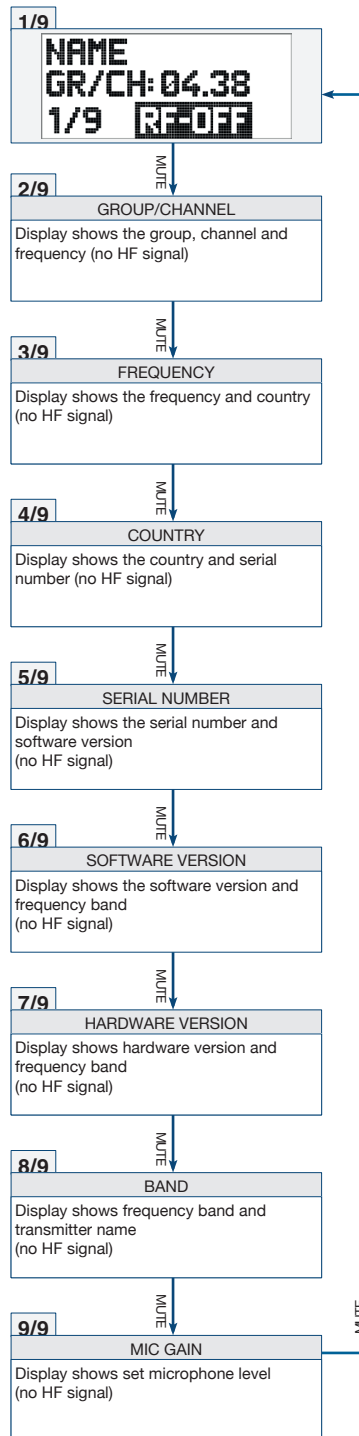 1/9
NAME
GR/CH:04.38
1/9 RF=OFF
MUTE
2/9
GROUP/CHANNEL
Display shows the group, channel and
frequency (no HF signal)
MUTE
3/9
FREQUENCY
Display shows the frequency and country
(no HF signal)
MUTE
4/9
COUNTRY
Display shows the country and serial
number (no HF signal)
MUTE
5/9
SERIAL NUMBER
Display shows the serial number and
software version
(no HF signal)
MUTE
6/9
SOFTWARE VERSION
Display shows the software version and
frequency band
(no HF signal)
MUTE
7/9
HARDWARE VERSION
Display shows hardware version and
frequency band
(no HF signal)
MUTE
8/9
BAND
Display shows frequency band and
transmitter name
(no HF signal)
MUTE
9/9
MIC GAIN
Display shows set microphone level
(no HF signal)
MUTE